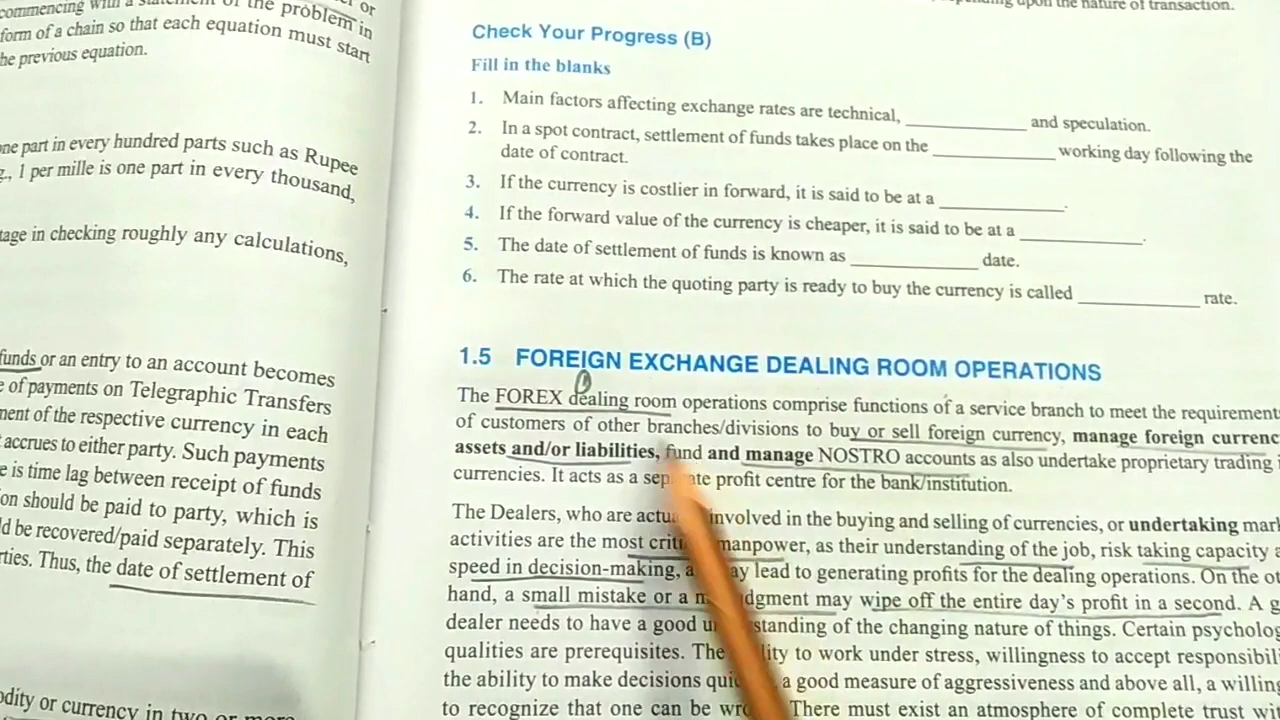 commencing with a statement of the problem in
form of a chain so that each equation must start
he previous equation.
one part in every hundred parts such as Rupee
., 1 per mille is one part in every thousand,
tage in checking roughly any calculations,
funds or an entry to an account becomes
e of payments on Telegraphic Transfers
ment of the respective currency in each
accrues to either party. Such payments
e is time lag between receipt of funds
on should be paid to party, which is
d be recovered/paid separately. This
rties. Thus, the date of settlement of
odity or currency in two or more
upon the nature of transaction.
Check Your Progress (B)
Fill in the blanks
1. Main factors affecting exchange rates are technical, ____________ and speculation.
2. In a spot contract, settlement of funds takes place on the ____________ working day following the
date of contract.
3. If the currency is costlier in forward, it is said to be at a ____________.
4. If the forward value of the currency is cheaper, it is said to be at a ____________.
5. The date of settlement of funds is known as ____________ date.
6. The rate at which the quoting party is ready to buy the currency is called ____________ rate.
1.5 FOREIGN EXCHANGE DEALING ROOM OPERATIONS
The FOREX dealing room operations comprise functions of a service branch to meet the requirement
of customers of other branches/divisions to buy or sell foreign currency, manage foreign currenc
assets and/or liabilities, fund and manage NOSTRO accounts as also undertake proprietary trading i
currencies. It acts as a sep ate profit centre for the bank/institution.
The Dealers, who are actua involved in the buying and selling of currencies, or undertaking mar
activities are the most criti manpower, as their understanding of the job, risk taking capacity a
speed in decision-making, a ay lead to generating profits for the dealing operations. On the ot
hand, a small mistake or a m dgment may wipe off the entire day's profit in a second. A g
dealer needs to have a good u standing of the changing nature of things. Certain psycholog
qualities are prerequisites. The lity to work under stress, willingness to accept responsibil
the ability to make decisions quic a good measure of aggressiveness and above all, a willing
to recognize that one can be wro There must exist an atmosphere of complete trust wit